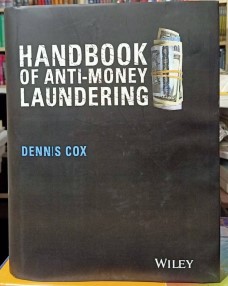 HANDBOOK
OF ANTI-MONEY
LAUNDERING
DENNIS COX
WILEY